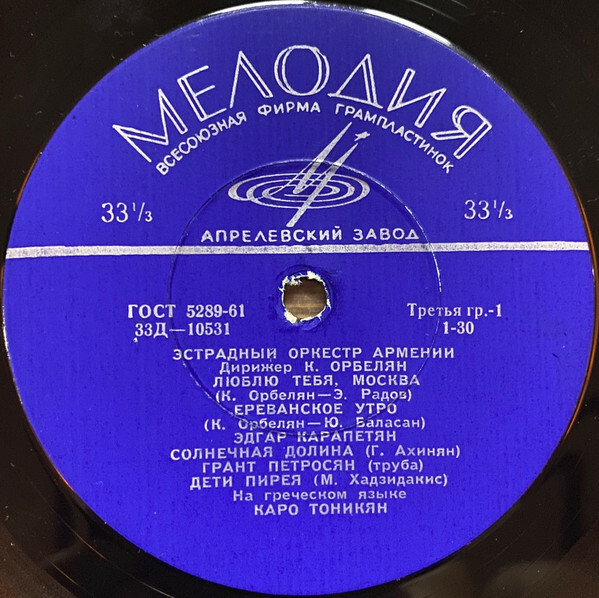 МЕЛОДИЯ
ВСЕСОЮЗНАЯ ФИРМА ГРАМПЛАСТИНОК
33⅓ 33⅓
АПРЕЛЕВСКИЙ ЗАВОД
ГОСТ 5289-61 Третья гр.-1
33Д—10531 1-30
ЭСТРАДНЫЙ ОРКЕСТР АРМЕНИИ
Дирижер К. ОРБЕЛЯН
ЛЮБЛЮ ТЕБЯ, МОСКВА
(К. Орбелян—Э. Радов)
ЕРЕВАНСКОЕ УТРО
(К. Орбелян—Ю. Баласан)
ЭДГАР КАРАПЕТЯН
СОЛНЕЧНАЯ ДОЛИНА (Г. Ахинян)
ГРАНТ ПЕТРОСЯН (труба)
ДЕТИ ПИРЕЯ (М. Хадзидакис)
На греческом языке
КАРО ТОНИКЯН